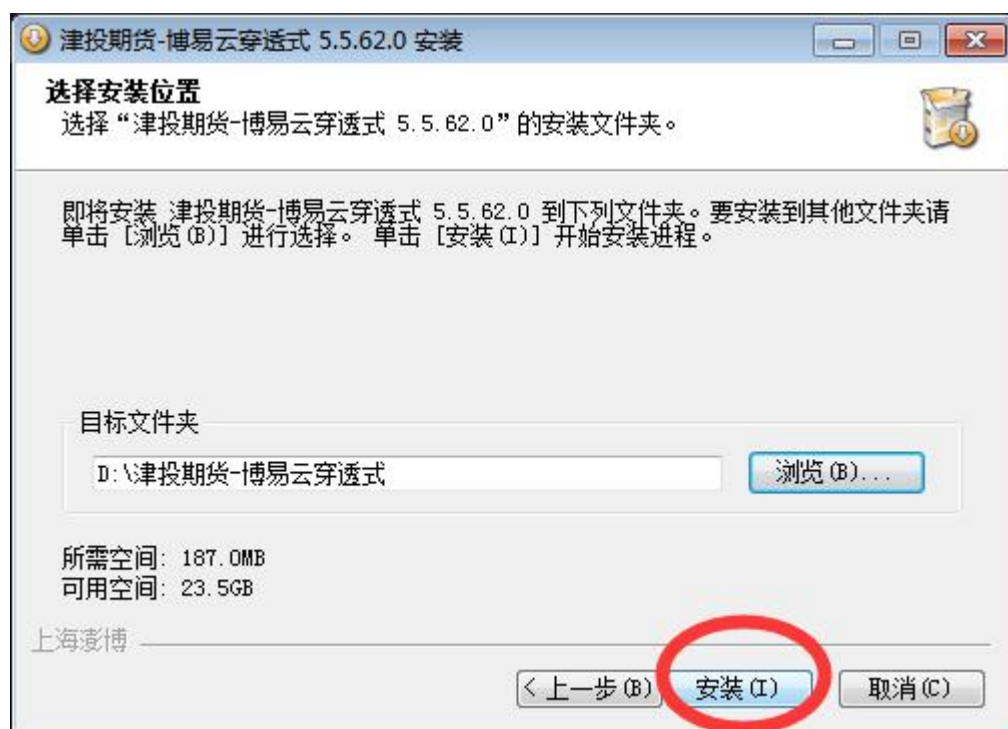 津投期货-博易云穿透式 5.5.62.0 安装
选择安装位置
选择“津投期货-博易云穿透式 5.5.62.0”的安装文件夹。
即将安装 津投期货-博易云穿透式 5.5.62.0 到下列文件夹。要安装到其他文件夹请
单击 [浏览(B)] 进行选择。 单击 [安装(I)] 开始安装进程。
目标文件夹
D:\津投期货-博易云穿透式
浏览(B)...
所需空间: 187.0MB
可用空间: 23.5GB
上海澎博
< 上一步(B) 安装(I) 取消(C)